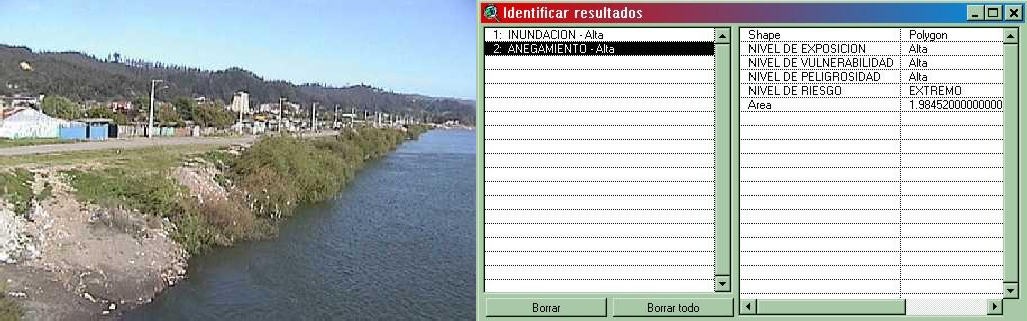 Identificar resultados
1: INUNDACION - Alta
2: ANEGAMIENTO - Alta
Shape Polygon
NIVEL DE EXPOSICION Alta
NIVEL DE VULNERABILIDAD Alta
NIVEL DE PELIGROSIDAD Alta
NIVEL DE RIESGO EXTREMO
Area 1.98452000000000
Borrar Borrar todo